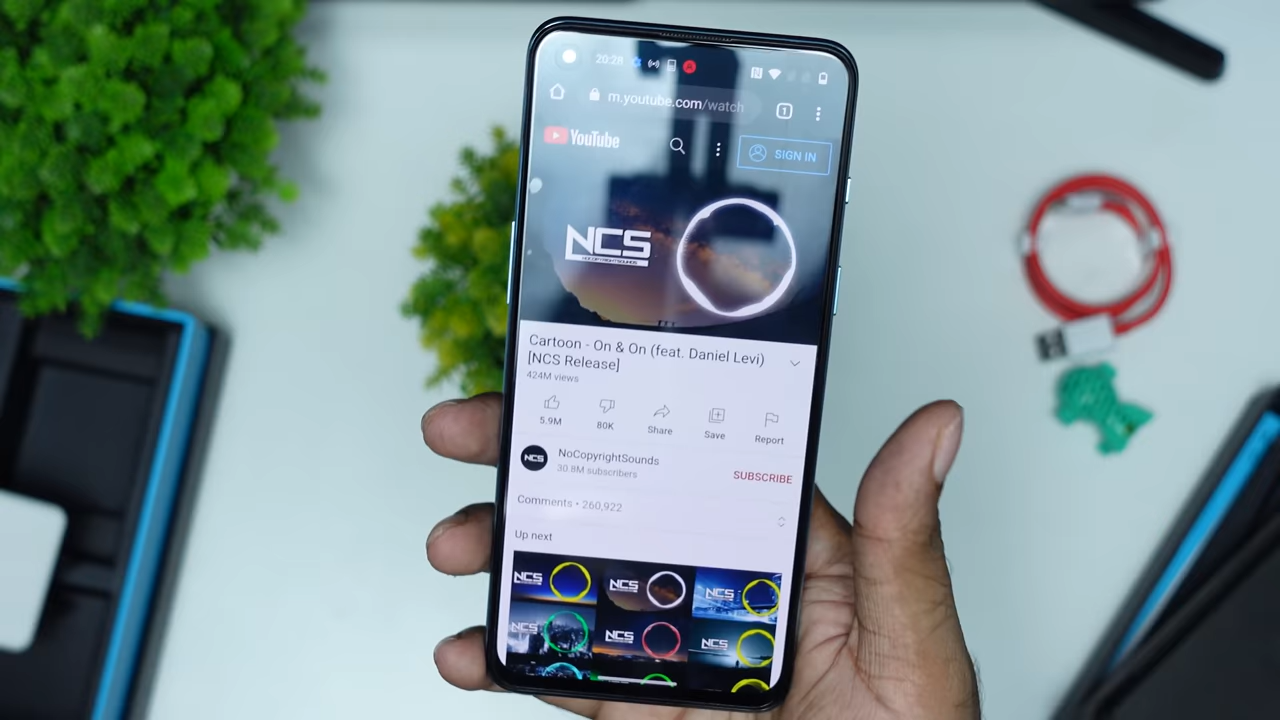 20:28
m.youtube.com/watch
1
YouTube
SIGN IN
NCS
NOCOPYRIGHTSOUNDS
Cartoon - On & On (feat. Daniel Levi)
[NCS Release]
424M views
5.9M
80K
Share
Save
Report
NCS
NoCopyrightSounds
30.8M subscribers
SUBSCRIBE
Comments • 260,922
Up next
NCS
NCS
NCS
NCS
NCS
NCS